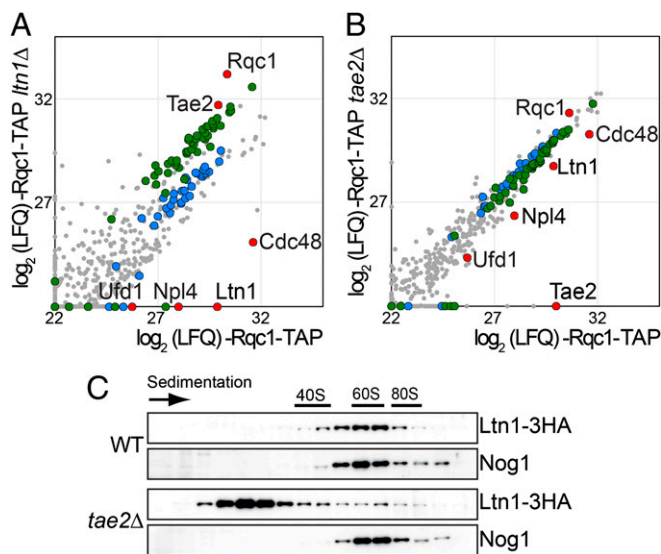 A
log₂ (LFQ) -Rqc1-TAP ltn1Δ
32
27
Rqc1
Tae2
Cdc48
Ufd1 Npl4 Ltn1
22 27 32
log₂ (LFQ) -Rqc1-TAP
B
log₂ (LFQ) -Rqc1-TAP tae2Δ
32
27
Rqc1
Cdc48
Ltn1
Npl4
Ufd1
Tae2
22 27 32
log₂ (LFQ) -Rqc1-TAP
C
Sedimentation 40S 60S 80S
WT
Ltn1-3HA
Nog1
tae2Δ
Ltn1-3HA
Nog1